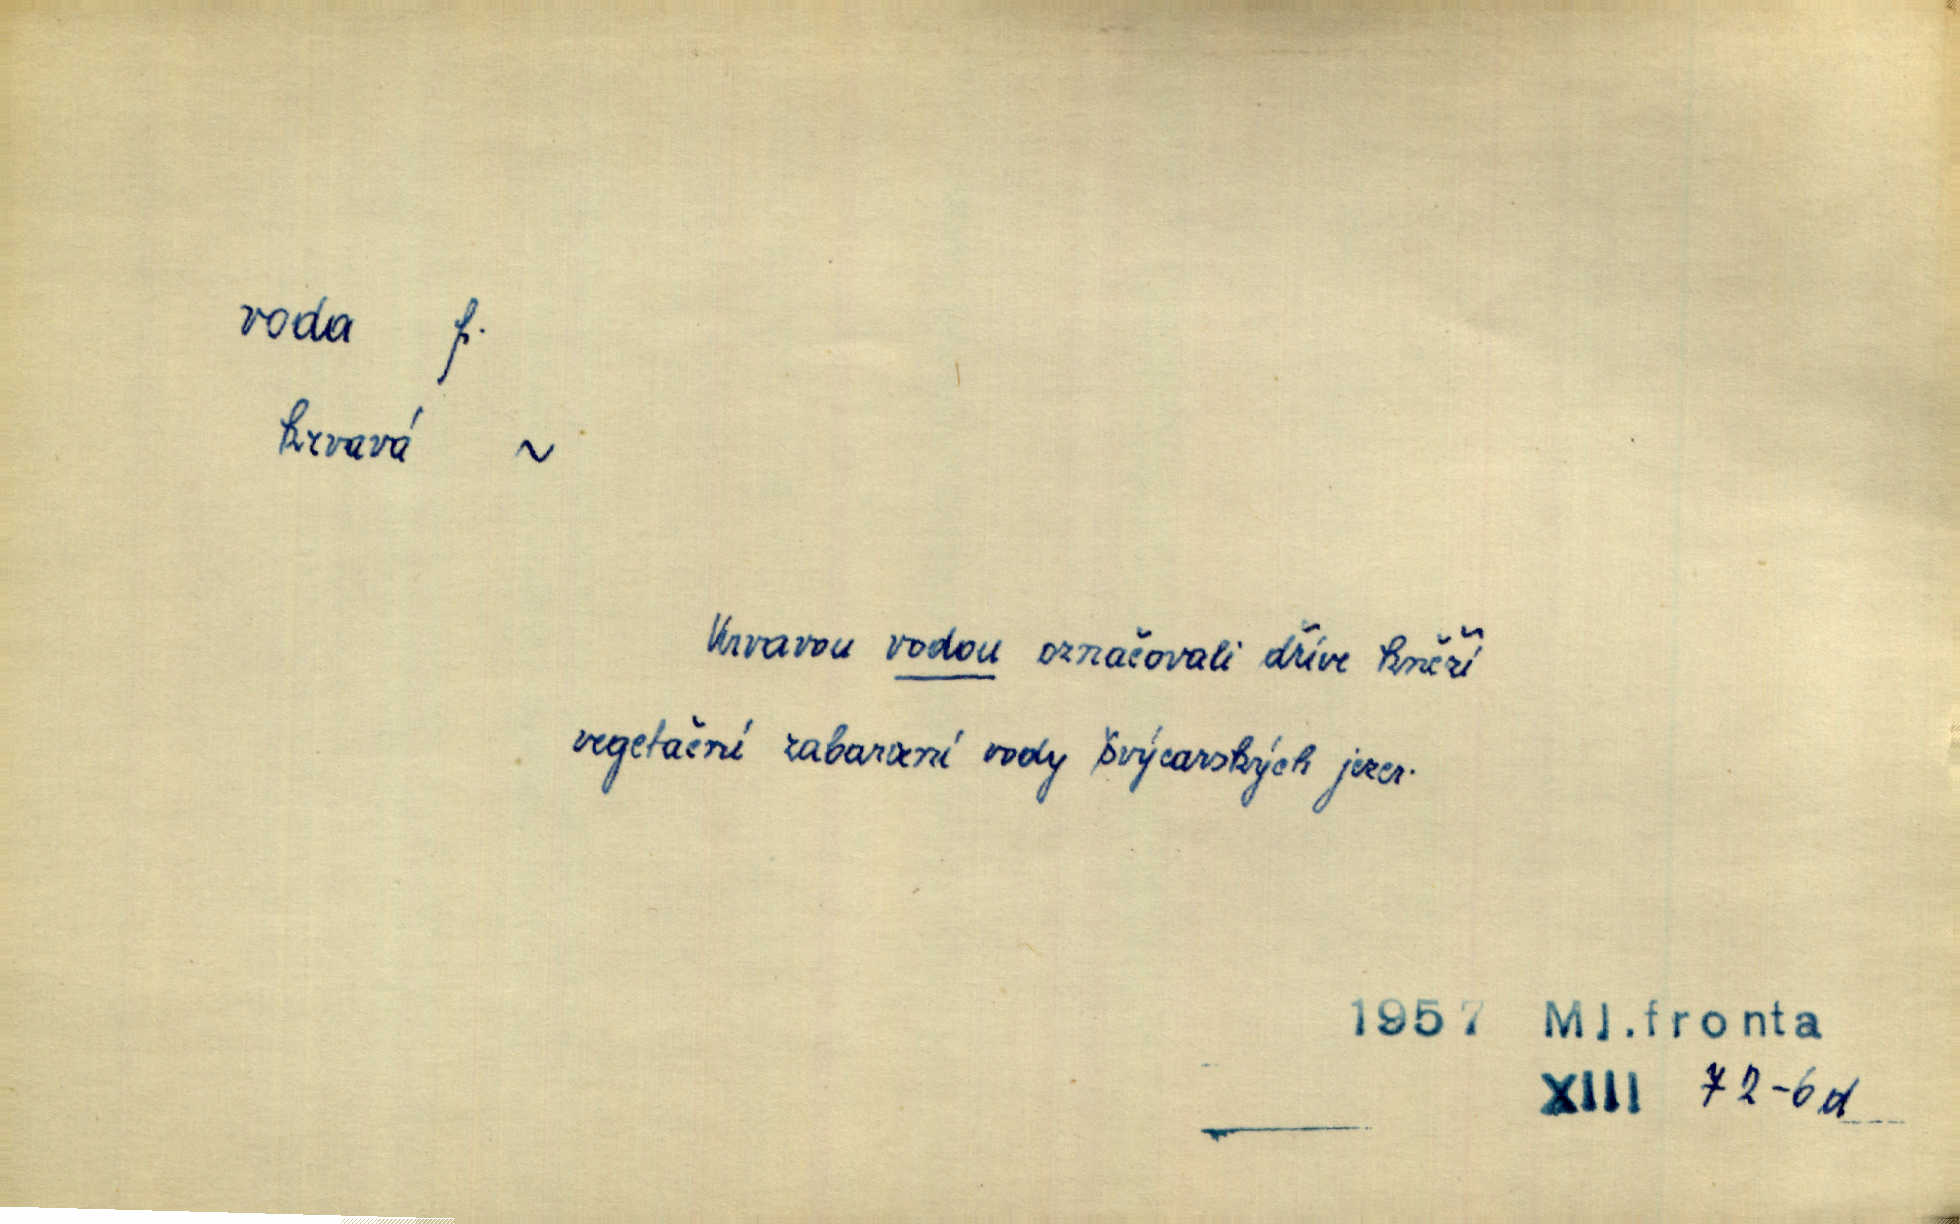 voda f.
krvavá ~
Krvavou vodou označovali dříve kněží
vegetační zabarvení vody švýcarských jezer.
1957 Ml.fronta
XIII 72-6d